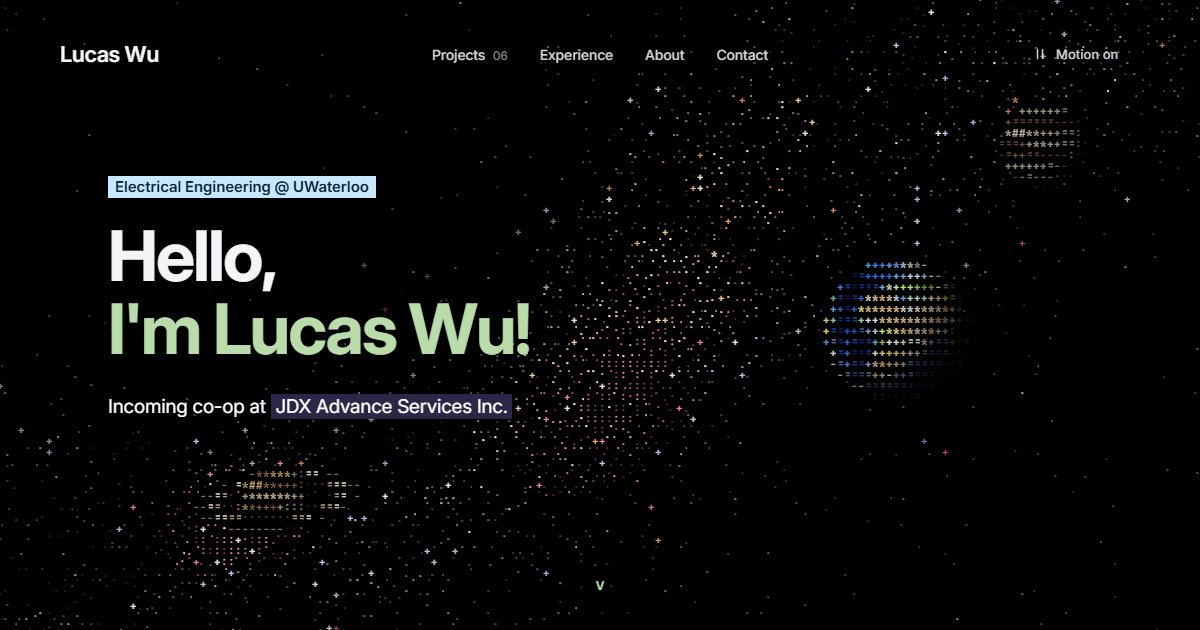 Lucas Wu
Projects 06 Experience About Contact
Motion on
Electrical Engineering @ UWaterloo
Hello,
I'm Lucas Wu!
Incoming co-op at JDX Advance Services Inc.
v